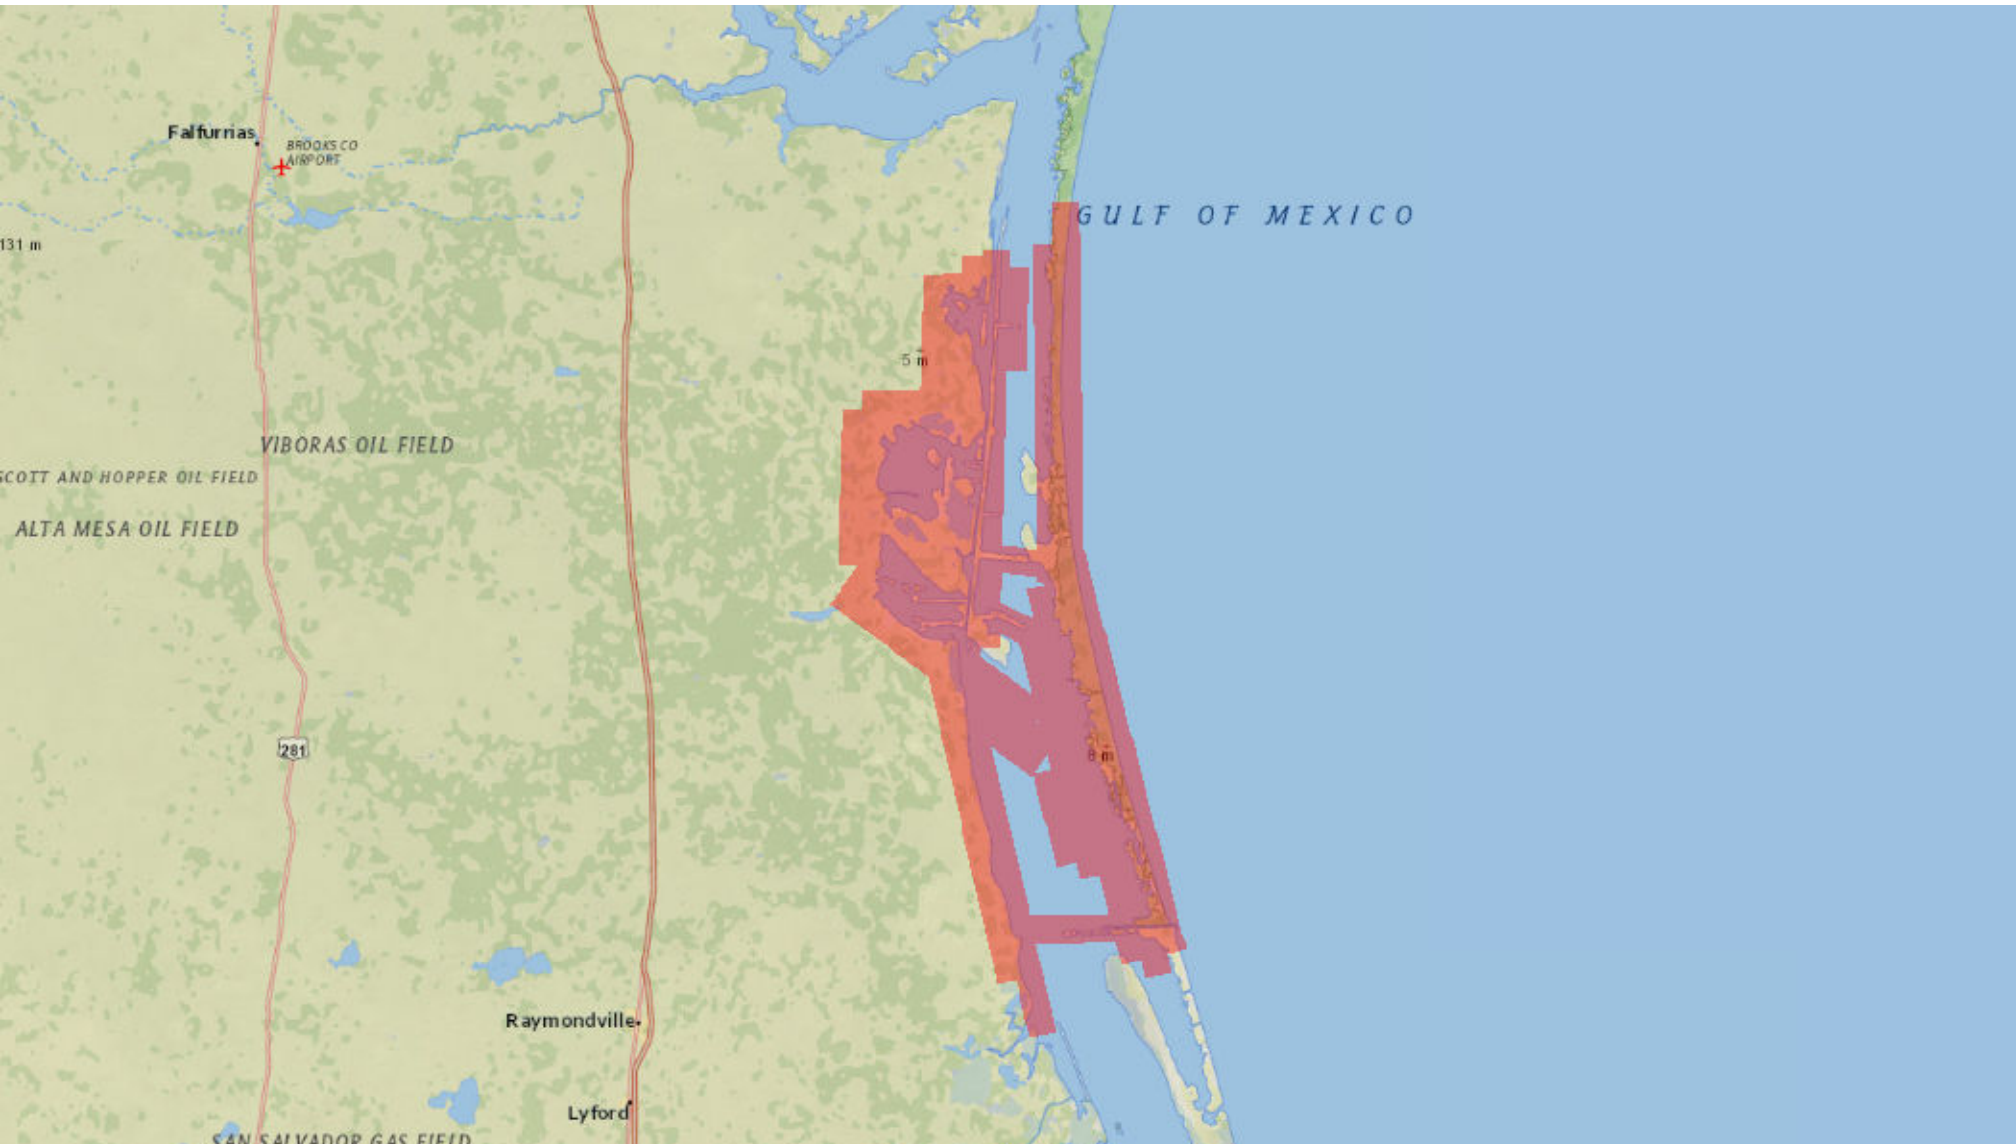 Falfurrias
BROOKS CO
AIRPORT
GULF OF MEXICO
131 m
5 m
VIBORAS OIL FIELD
SCOTT AND HOPPER OIL FIELD
ALTA MESA OIL FIELD
281
8 m
Raymondville
Lyford
SAN SALVADOR GAS FIELD